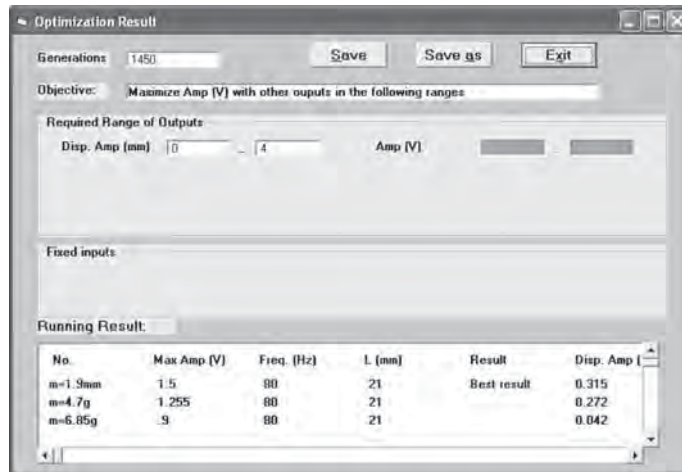 Optimization Result
Generations 1450 Save Save as Exit
Objective: Maximize Amp (V) with other ouputs in the following ranges
Required Range of Outputs
Disp. Amp (mm) 0 - 4 Amp (V) -
Fixed inputs
Running Result:
No. Max Amp (V) Freq. (Hz) L (mm) Result Disp. Amp (
m=1.9mm 1.5 80 21 Best result 0.315
m=4.7g 1.255 80 21 0.272
m=6.85g .9 80 21 0.042